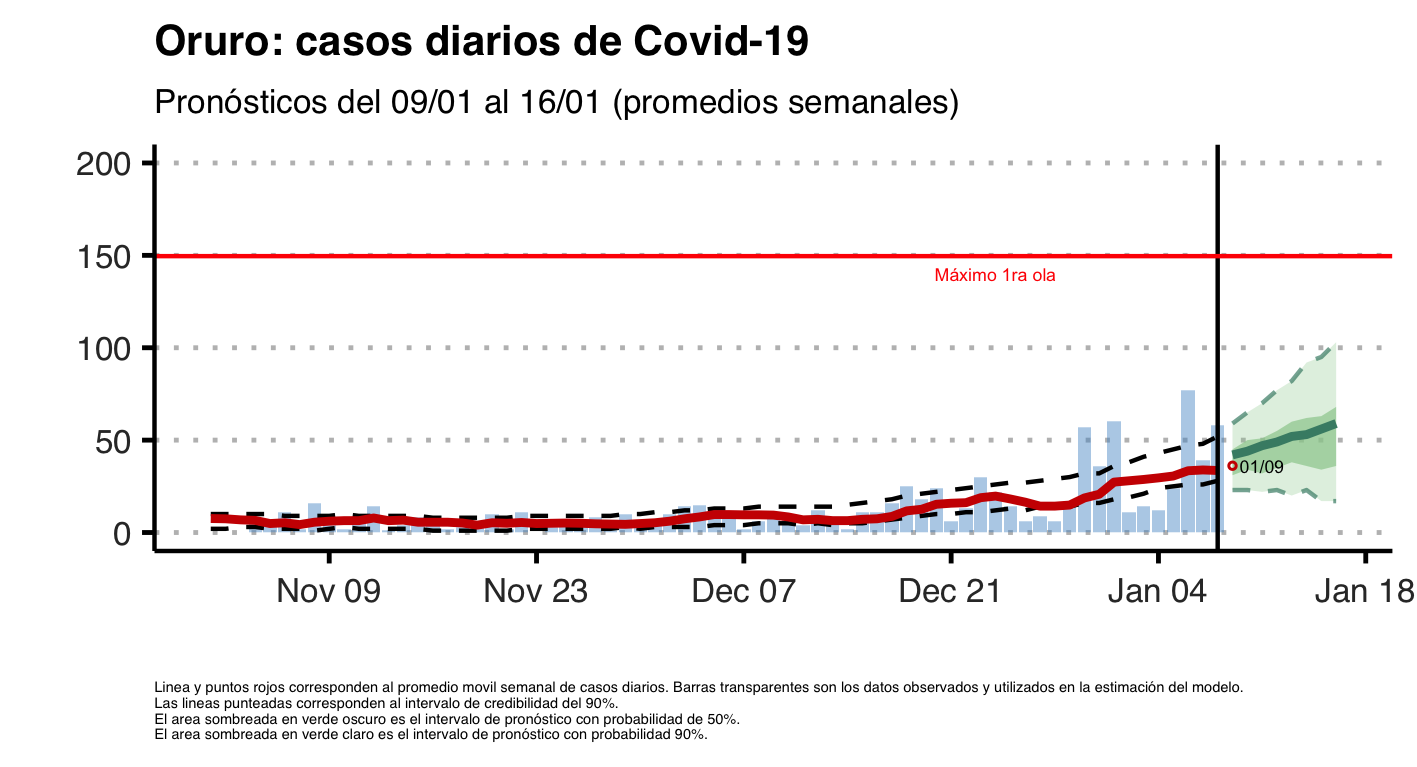 Oruro: casos diarios de Covid-19
Pronósticos del 09/01 al 16/01 (promedios semanales)
200
150
Máximo 1ra ola
100
50
01/09
0
Nov 09 Nov 23 Dec 07 Dec 21 Jan 04 Jan 18
Linea y puntos rojos corresponden al promedio movil semanal de casos diarios. Barras transparentes son los datos observados y utilizados en la estimación del modelo.
Las lineas punteadas corresponden al intervalo de credibilidad del 90%.
El area sombreada en verde oscuro es el intervalo de pronóstico con probabilidad de 50%.
El area sombreada en verde claro es el intervalo de pronóstico con probabilidad 90%.